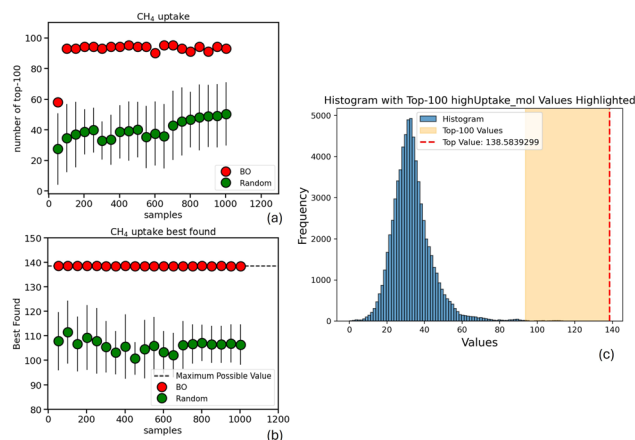 CH₄ uptake
number of top-100
100
80
60
40
20
0
BO
Random
0
200
400
600
800
1000
1200
samples
(a)
CH₄ uptake best found
Best Found
150
140
130
120
110
100
90
80
Maximum Possible Value
BO
Random
0
200
400
600
800
1000
1200
samples
(b)
Histogram with Top-100 highUptake_mol Values Highlighted
Histogram
Top-100 Values
Top Value: 138.5839299
Frequency
5000
4000
3000
2000
1000
0
0
20
40
60
80
100
120
140
Values
(c)